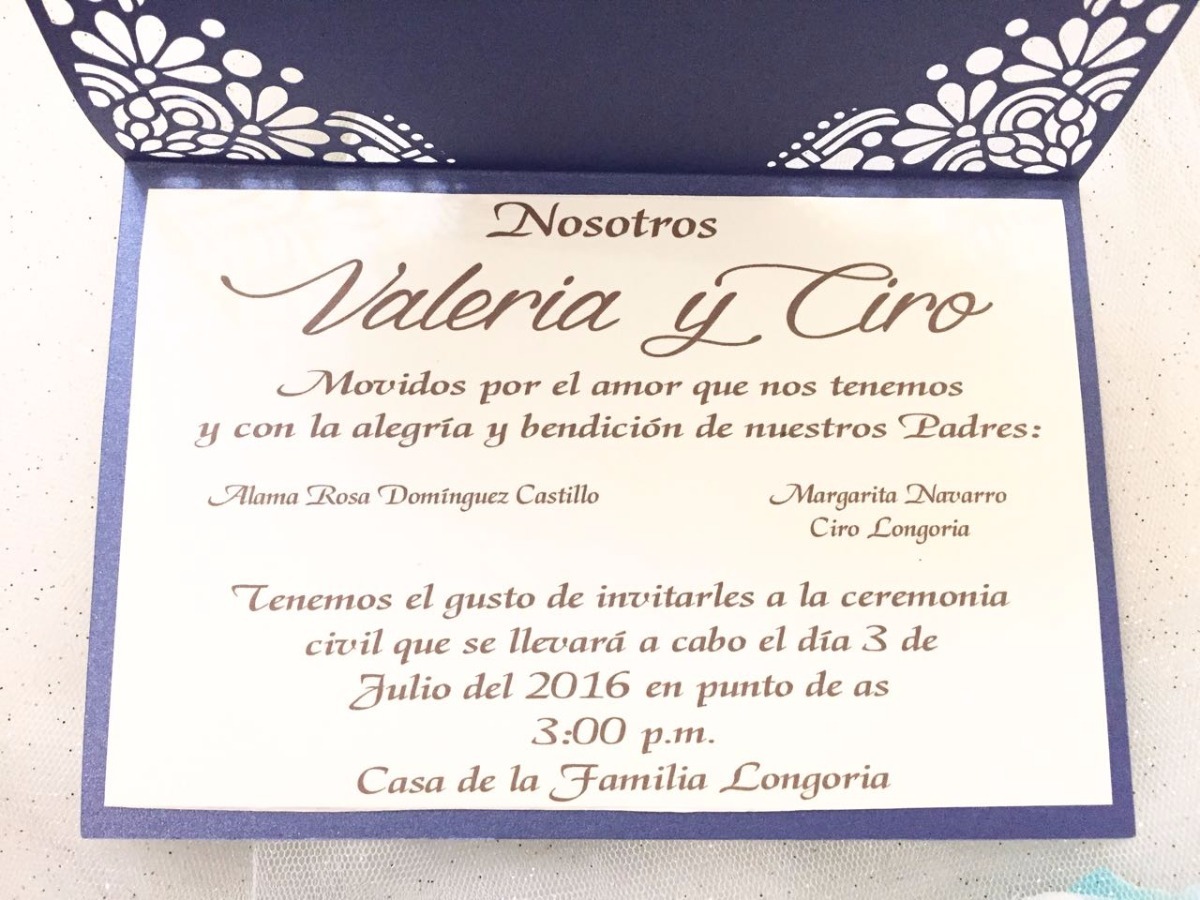 Nosotros
Valeria y Ciro
Movidos por el amor que nos tenemos
y con la alegría y bendición de nuestros Padres:
Alama Rosa Domínguez Castillo
Margarita Navarro
Ciro Longoria
Tenemos el gusto de invitarles a la ceremonia
civil que se llevará a cabo el día 3 de
Julio del 2016 en punto de as
3:00 p.m.
Casa de la Familia Longoria